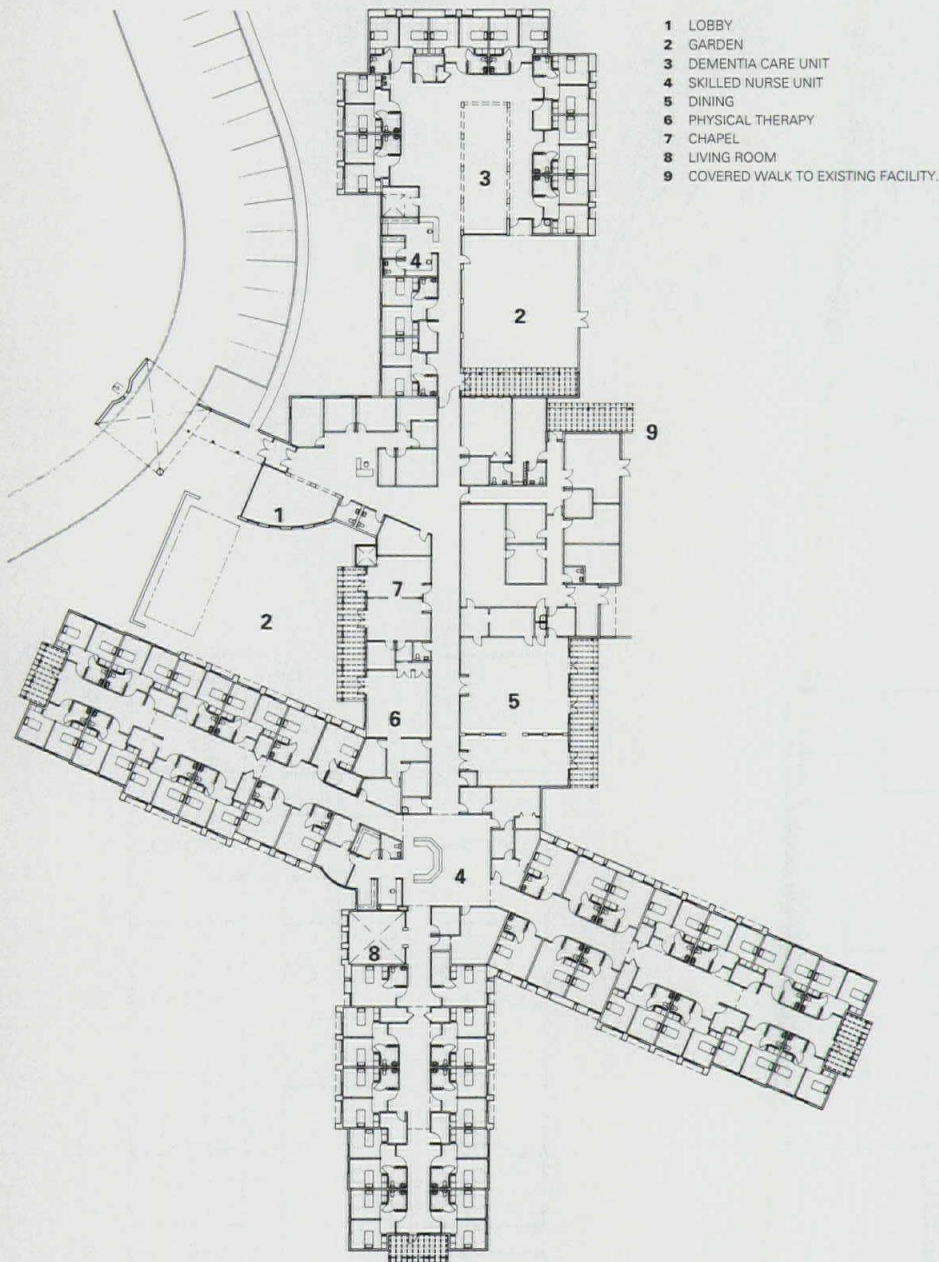 1 LOBBY
2 GARDEN
3 DEMENTIA CARE UNIT
4 SKILLED NURSE UNIT
5 DINING
6 PHYSICAL THERAPY
7 CHAPEL
8 LIVING ROOM
9 COVERED WALK TO EXISTING FACILITY.
3
4
2
9
1
7
2
5
6
4
8